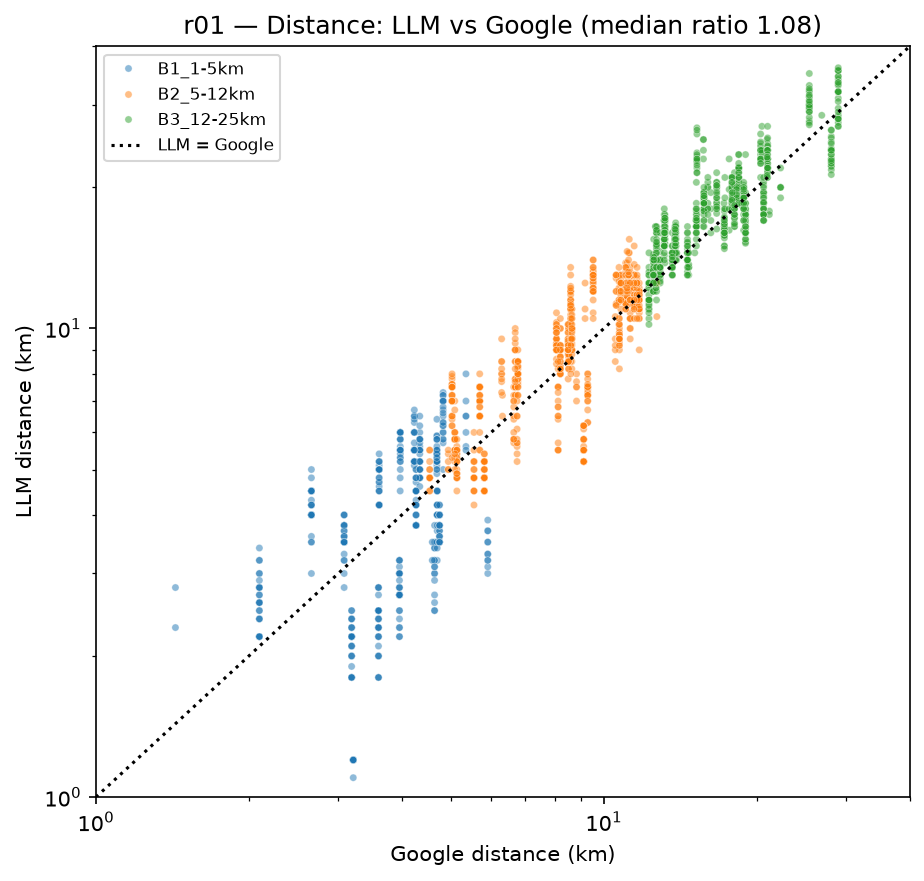 r01 — Distance: LLM vs Google (median ratio 1.08)
B1_1-5km
B2_5-12km
B3_12-25km
LLM = Google
LLM distance (km)
10¹
10⁰
10⁰
10¹
Google distance (km)